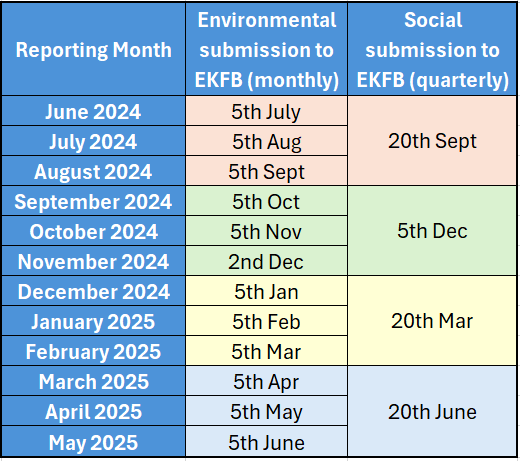 Reporting Month
Environmental
submission to
EKFB (monthly)
Social
submission to
EKFB (quarterly)
June 2024
5th July
July 2024
5th Aug
20th Sept
August 2024
5th Sept
September 2024
5th Oct
October 2024
5th Nov
5th Dec
November 2024
2nd Dec
December 2024
5th Jan
January 2025
5th Feb
20th Mar
February 2025
5th Mar
March 2025
5th Apr
April 2025
5th May
20th June
May 2025
5th June